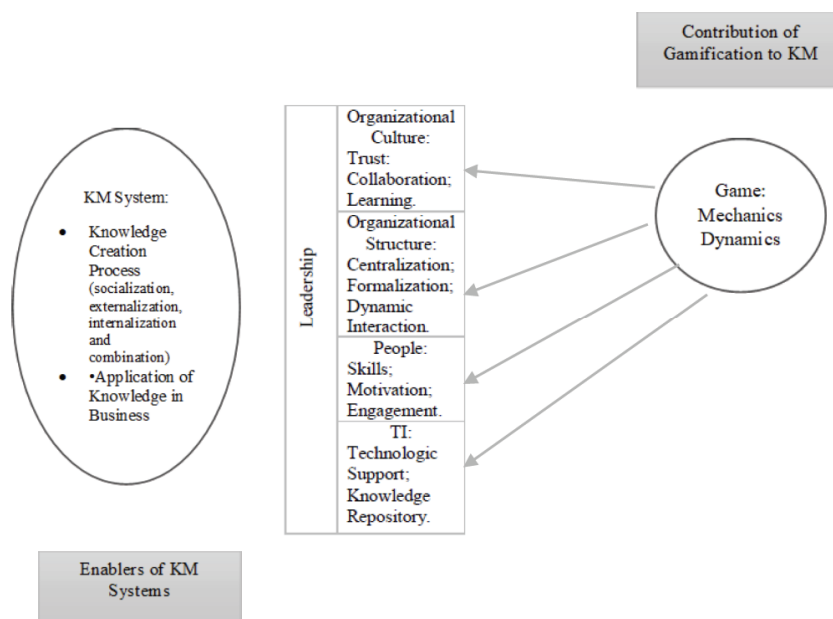 Contribution of
Gamification to KM
KM System:
● Knowledge
Creation
Process
(socialization,
externalization,
internalization
and
combination)
● •Application of
Knowledge in
Business
Leadership
Organizational
Culture:
Trust:
Collaboration;
Learning.
Organizational
Structure:
Centralization;
Formalization;
Dynamic
Interaction.
People:
Skills;
Motivation;
Engagement.
TI:
Technologic
Support;
Knowledge
Repository.
Game:
Mechanics
Dynamics
Enablers of KM
Systems